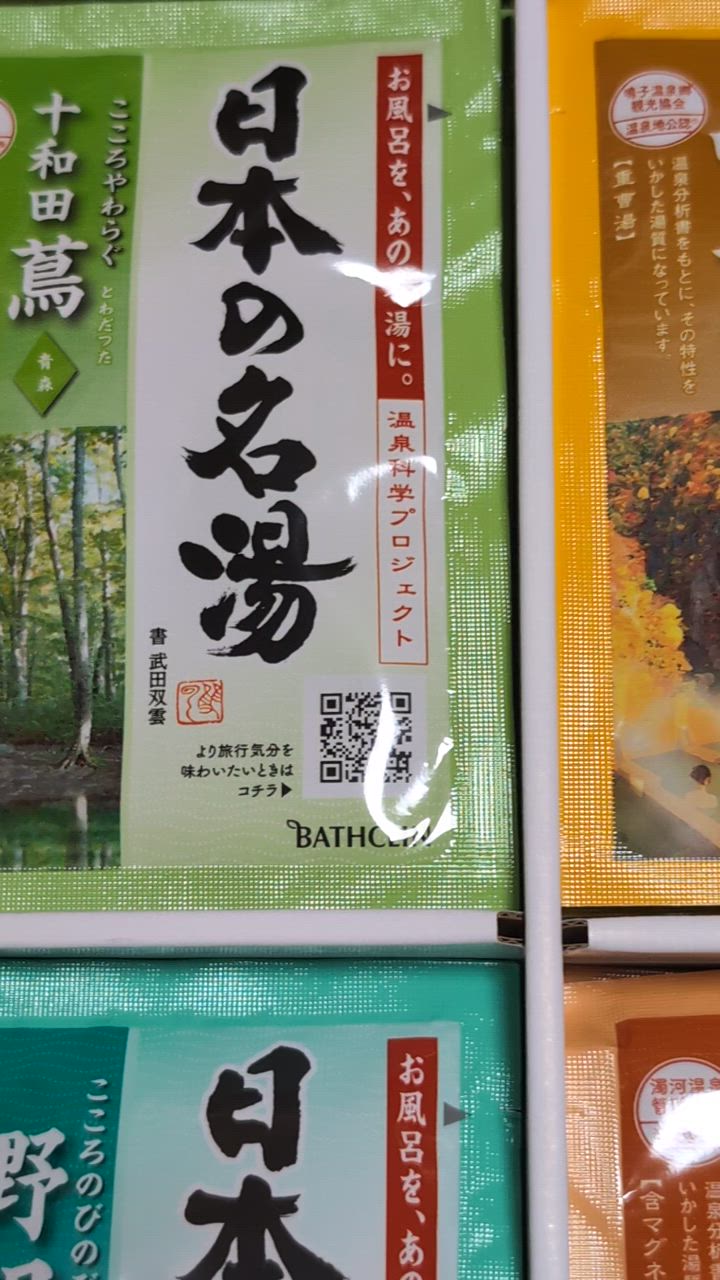 お風呂を、あの
湯に。
温泉科学プロジェクト
日本の名湯
書 武田双雲
より旅行気分を
味わいたいときは
コチラ▶
BATHCLIN
こころやわらぐ
とわだつた
十和田蔦
青森
鳴子温泉郷
観光協会
温泉地公認
温泉分析書をもとに、その特性を
いかした湯質になっています。
【重曹湯】
お風呂を、あの
日本
こころのびのび
野
濁河温泉
温泉分析
いかした湯
【含マグネ